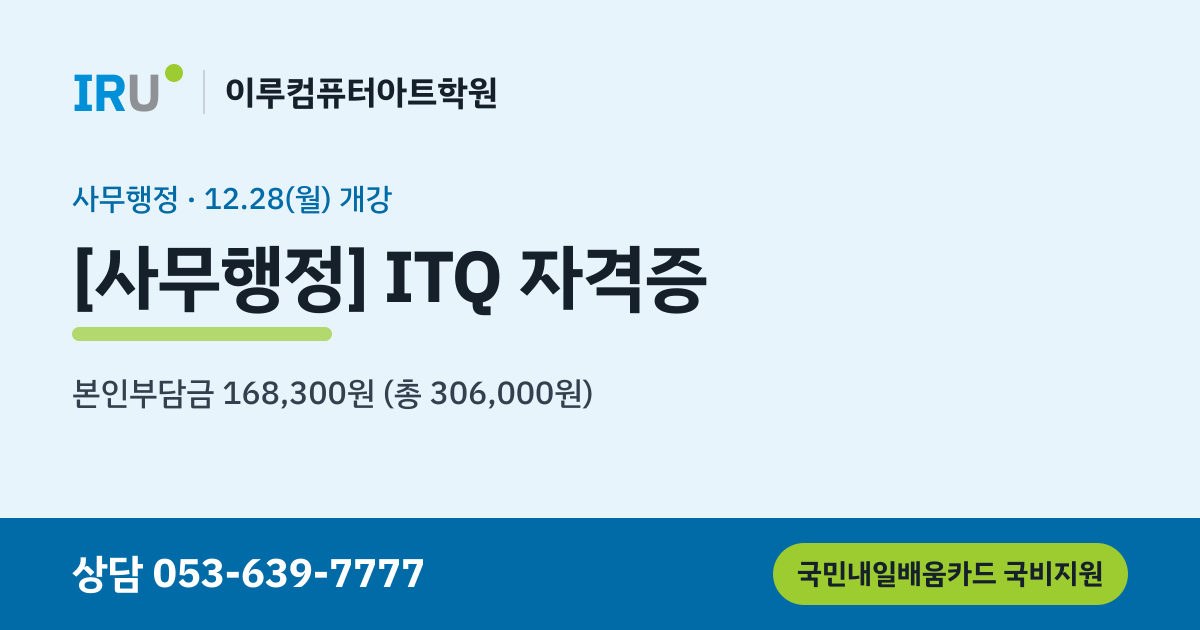 IRU 이루컴퓨터아트학원
사무행정 · 12.28(월) 개강
[사무행정] ITQ 자격증
본인부담금 168,300원 (총 306,000원)
상담 053-639-7777
국민내일배움카드 국비지원